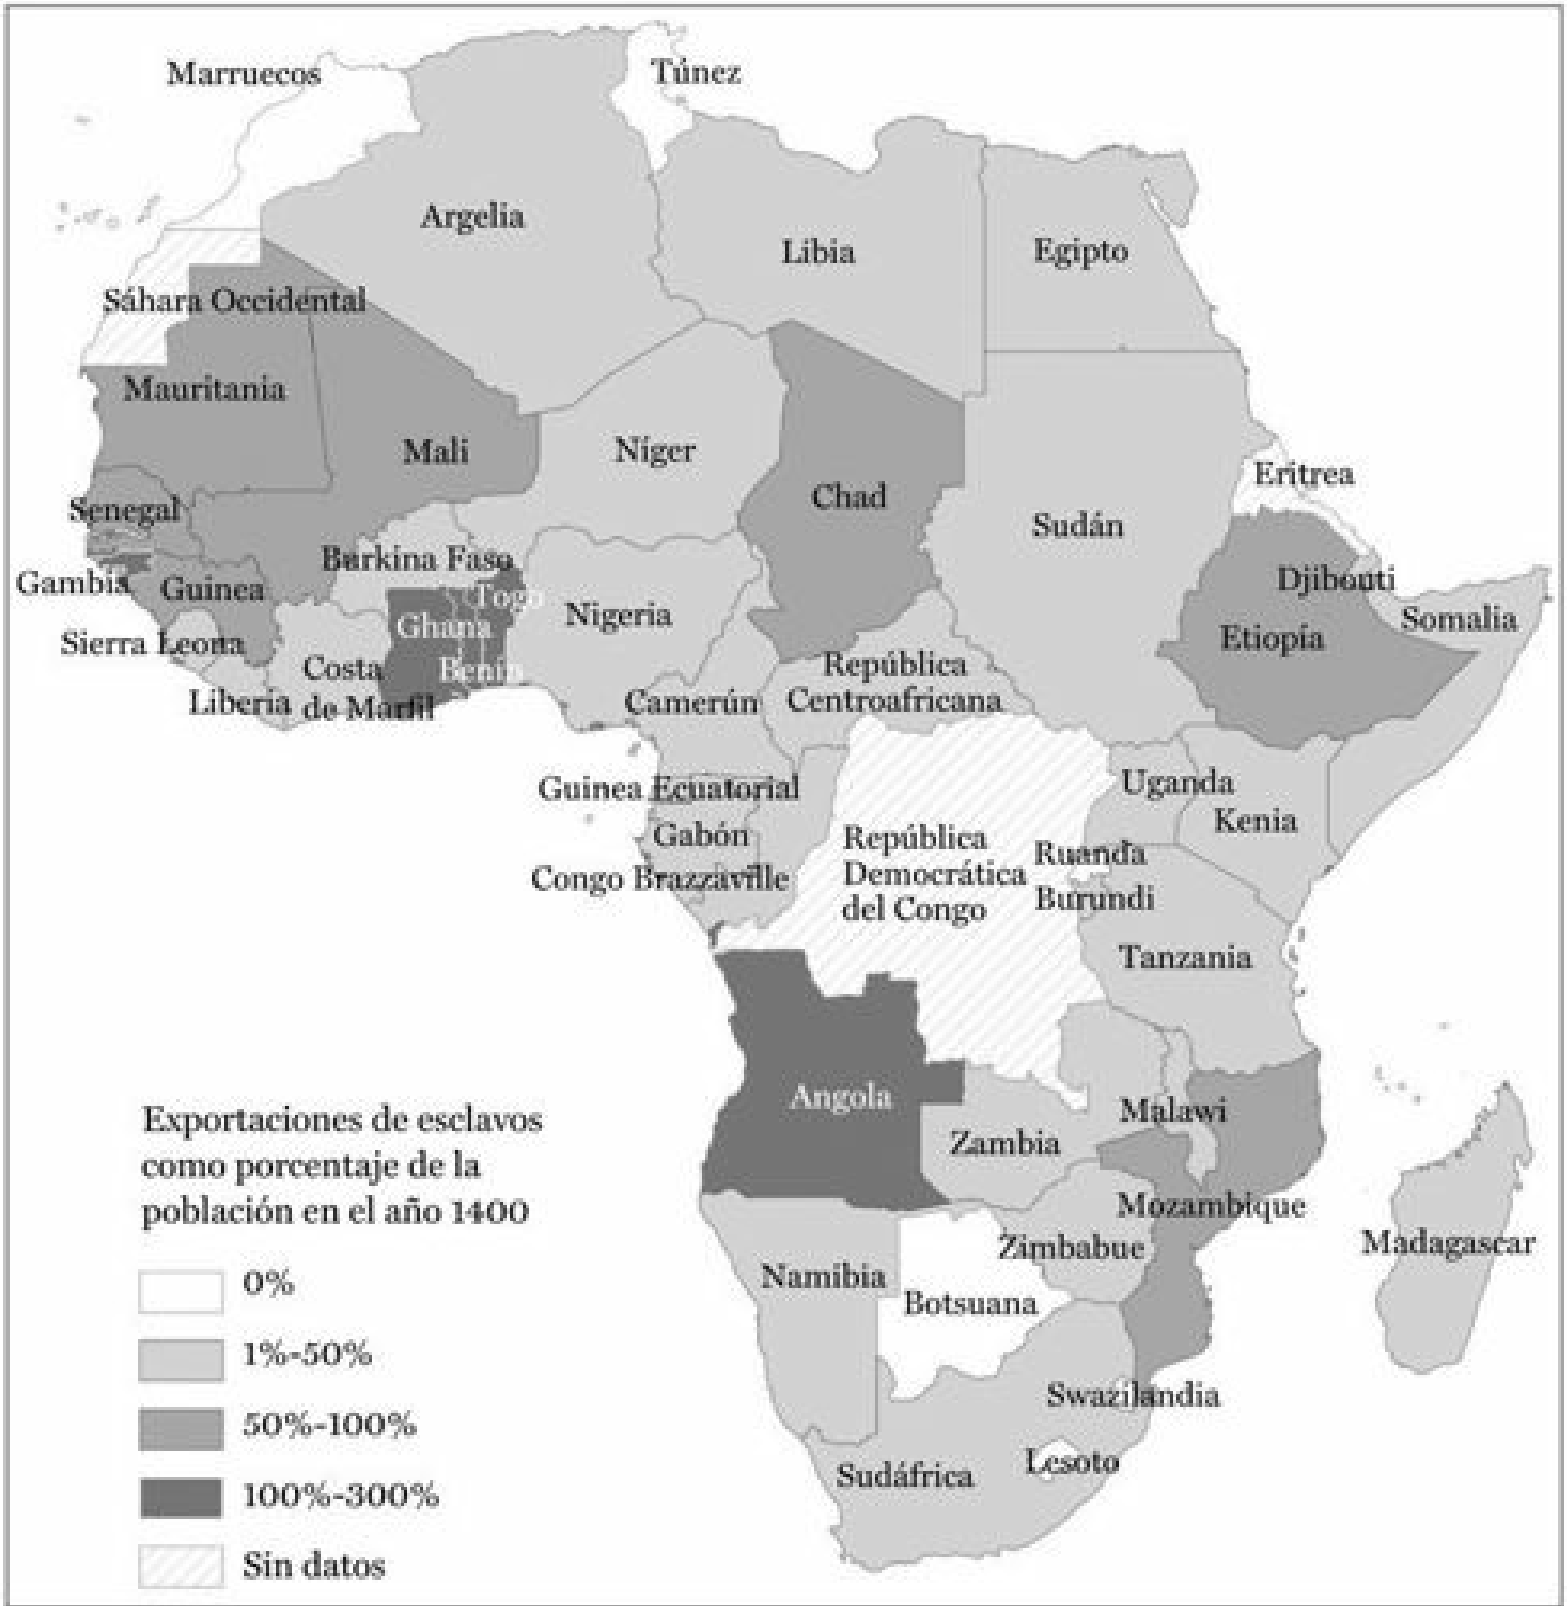 Marruecos
Túnez
Argelia
Libia
Egipto
Sáhara Occidental
Mauritania
Mali
Níger
Chad
Sudán
Eritrea
Senegal
Burkina Faso
Gambia
Guinea
Togo
Nigeria
Djibouti
Somalia
Ghana
Etiopía
Sierra Leona
Costa
de Marfil
Benín
República
Centroafricana
Liberia
Camerún
Guinea Ecuatorial
Uganda
Kenia
Gabón
República
Democrática
del Congo
Ruanda
Congo Brazzaville
Burundi
Tanzania
Angola
Malawi
Zambia
Mozambique
Zimbabue
Madagascar
Namibia
Botsuana
Swazilandia
Lesoto
Sudáfrica
Exportaciones de esclavos
como porcentaje de la
población en el año 1400
0%
1%-50%
50%-100%
100%-300%
Sin datos